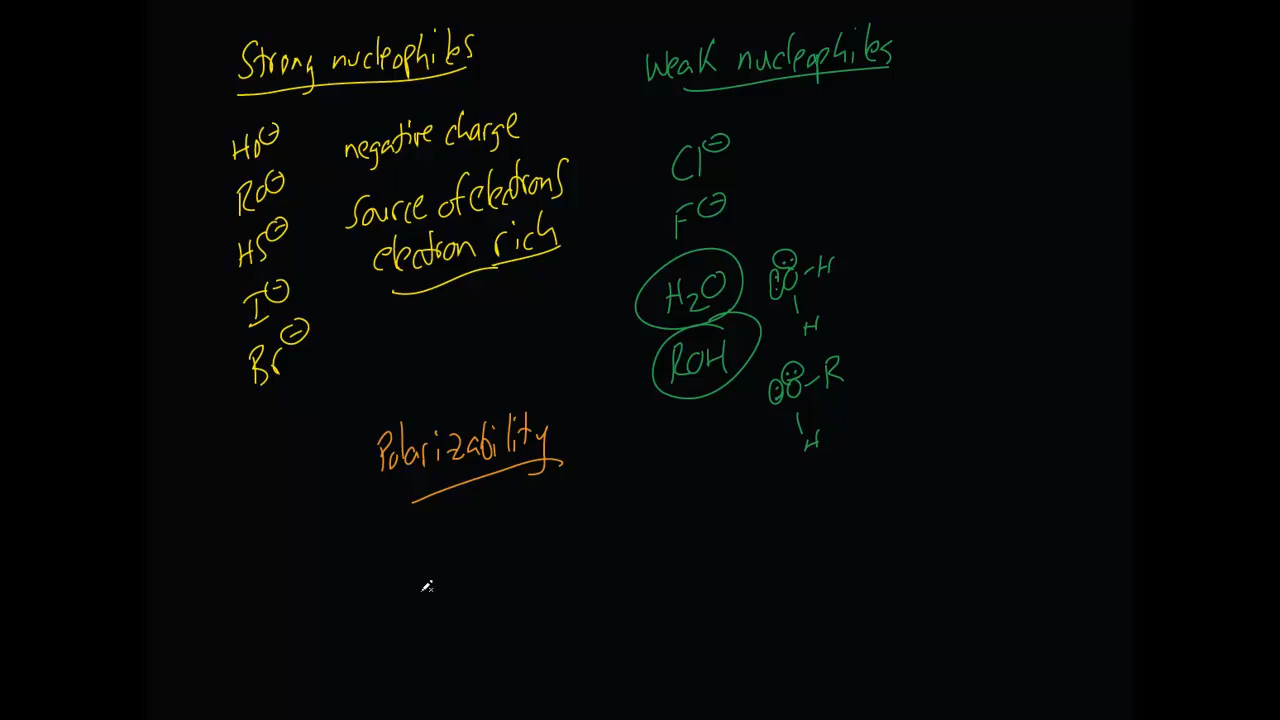 Strong nucleophiles
HO⊖
RO⊖
HS⊖
I⊖
Br⊖
negative charge
source of electrons
electron rich
Weak nucleophiles
Cl⊖
F⊖
H₂O
ROH
:O-H
H
:O-R
H
Polarizability